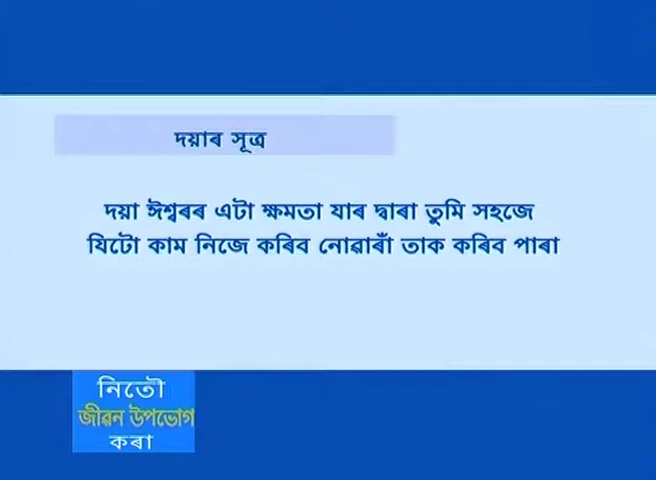 দয়াৰ সূত্ৰ
দয়া ঈশ্বৰৰ এটা ক্ষমতা যাৰ দ্বাৰা তুমি সহজে
যিটো কাম নিজে কৰিব নোৱাৰাঁ তাক কৰিব পাৰা
নিতৌ
জীৱন উপভোগ
কৰা